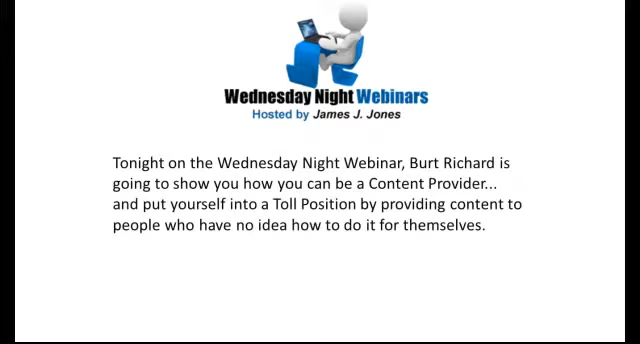 Wednesday Night Webinars
Hosted by James J. Jones
Tonight on the Wednesday Night Webinar, Burt Richard is
going to show you how you can be a Content Provider...
and put yourself into a Toll Position by providing content to
people who have no idea how to do it for themselves.